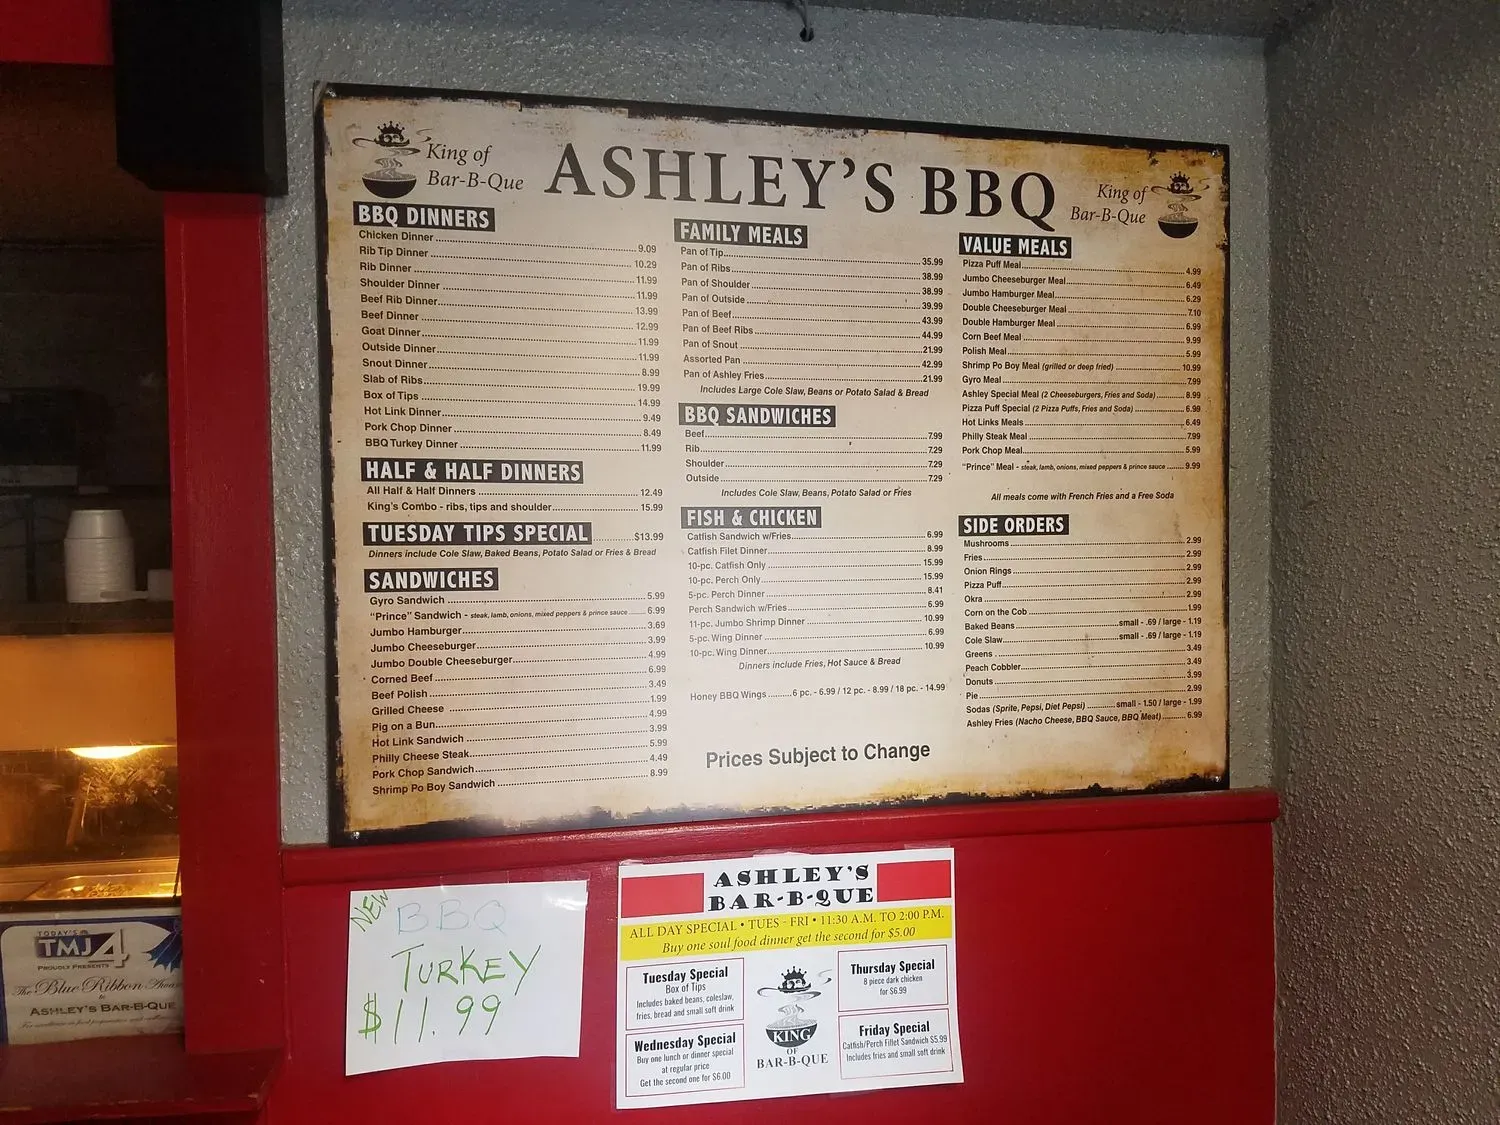 King of
Bar-B-Que
ASHLEY'S BBQ
King of
Bar-B-Que
BBQ DINNERS
Chicken Dinner 9.09
Rib Tip Dinner 10.29
Rib Dinner 11.99
Shoulder Dinner 11.99
Beef Rib Dinner 13.99
Beef Dinner 12.99
Goat Dinner 11.99
Outside Dinner 11.99
Snout Dinner 8.99
Slab of Ribs 19.99
Box of Tips 14.99
Hot Link Dinner 9.49
Pork Chop Dinner 8.49
BBQ Turkey Dinner 11.99
HALF & HALF DINNERS
All Half & Half Dinners 12.49
King's Combo - ribs, tips and shoulder 15.99
TUESDAY TIPS SPECIAL $13.99
Dinners include Cole Slaw, Baked Beans, Potato Salad or Fries & Bread
SANDWICHES
Gyro Sandwich 5.99
"Prince" Sandwich - steak, lamb, onions, mixed peppers & prince sauce 6.99
Jumbo Hamburger 3.69
Jumbo Cheeseburger 3.99
Jumbo Double Cheeseburger 4.99
Corned Beef 6.99
Beef Polish 3.49
Grilled Cheese 1.99
Pig on a Bun 4.99
Hot Link Sandwich 3.99
Philly Cheese Steak 5.99
Pork Chop Sandwich 4.49
Shrimp Po Boy Sandwich 8.99
FAMILY MEALS
Pan of Tip 35.99
Pan of Ribs 38.99
Pan of Shoulder 38.99
Pan of Outside 39.99
Pan of Beef 43.99
Pan of Beef Ribs 44.99
Pan of Snout 21.99
Assorted Pan 42.99
Pan of Ashley Fries 21.99
Includes Large Cole Slaw, Beans or Potato Salad & Bread
BBQ SANDWICHES
Beef 7.99
Rib 7.29
Shoulder 7.29
Outside 7.29
Includes Cole Slaw, Beans, Potato Salad or Fries
FISH & CHICKEN
Catfish Sandwich w/Fries 6.99
Catfish Filet Dinner 8.99
10-pc. Catfish Only 15.99
10-pc. Perch Only 15.99
5-pc. Perch Dinner 8.41
Perch Sandwich w/Fries 6.99
11-pc. Jumbo Shrimp Dinner 10.99
5-pc. Wing Dinner 6.99
10-pc. Wing Dinner 10.99
Dinners include Fries, Hot Sauce & Bread
Honey BBQ Wings 6 pc. - 6.99 / 12 pc. - 8.99 / 18 pc. - 14.99
Prices Subject to Change
VALUE MEALS
Pizza Puff Meal 4.99
Jumbo Cheeseburger Meal 6.49
Jumbo Hamburger Meal 6.29
Double Cheeseburger Meal 7.10
Double Hamburger Meal 6.99
Corn Beef Meal 9.99
Polish Meal 5.99
Shrimp Po Boy Meal (grilled or deep fried) 10.99
Gyro Meal 7.99
Ashley Special Meal (2 Cheeseburgers, Fries and Soda) 8.99
Pizza Puff Special (2 Pizza Puffs, Fries and Soda) 6.99
Hot Links Meals 6.49
Philly Steak Meal 7.99
Pork Chop Meal 5.99
"Prince" Meal - steak, lamb, onions, mixed peppers & prince sauce 9.99
All meals come with French Fries and a Free Soda
SIDE ORDERS
Mushrooms 2.99
Fries 2.99
Onion Rings 2.99
Pizza Puff 2.99
Okra 2.99
Corn on the Cob 1.99
Baked Beans small - .69 / large - 1.19
Cole Slaw small - .69 / large - 1.19
Greens 3.49
Peach Cobbler 3.49
Donuts 3.99
Pie 2.99
Sodas (Sprite, Pepsi, Diet Pepsi) small - 1.50 / large - 1.99
Ashley Fries (Nacho Cheese, BBQ Sauce, BBQ Meat) 6.99
NEW
BBQ
TURKEY
$11.99
ASHLEY'S
BAR-B-QUE
ALL DAY SPECIAL • TUES - FRI • 11:30 A.M. TO 2:00 P.M.
Buy one soul food dinner get the second for $5.00
Tuesday Special
Box of Tips
Includes baked beans, coleslaw,
fries, bread and small soft drink
Wednesday Special
Buy one lunch or dinner special
at regular price
Get the second one for $6.00
KING
OF
BAR-B-QUE
Thursday Special
8 piece dark chicken
for $6.99
Friday Special
Catfish/Perch Fillet Sandwich $5.99
Includes fries and small soft drink
TODAY'S
TMJ4
PROUDLY PRESENTS
The Blue Ribbon
to
ASHLEY'S BAR-B-QUE